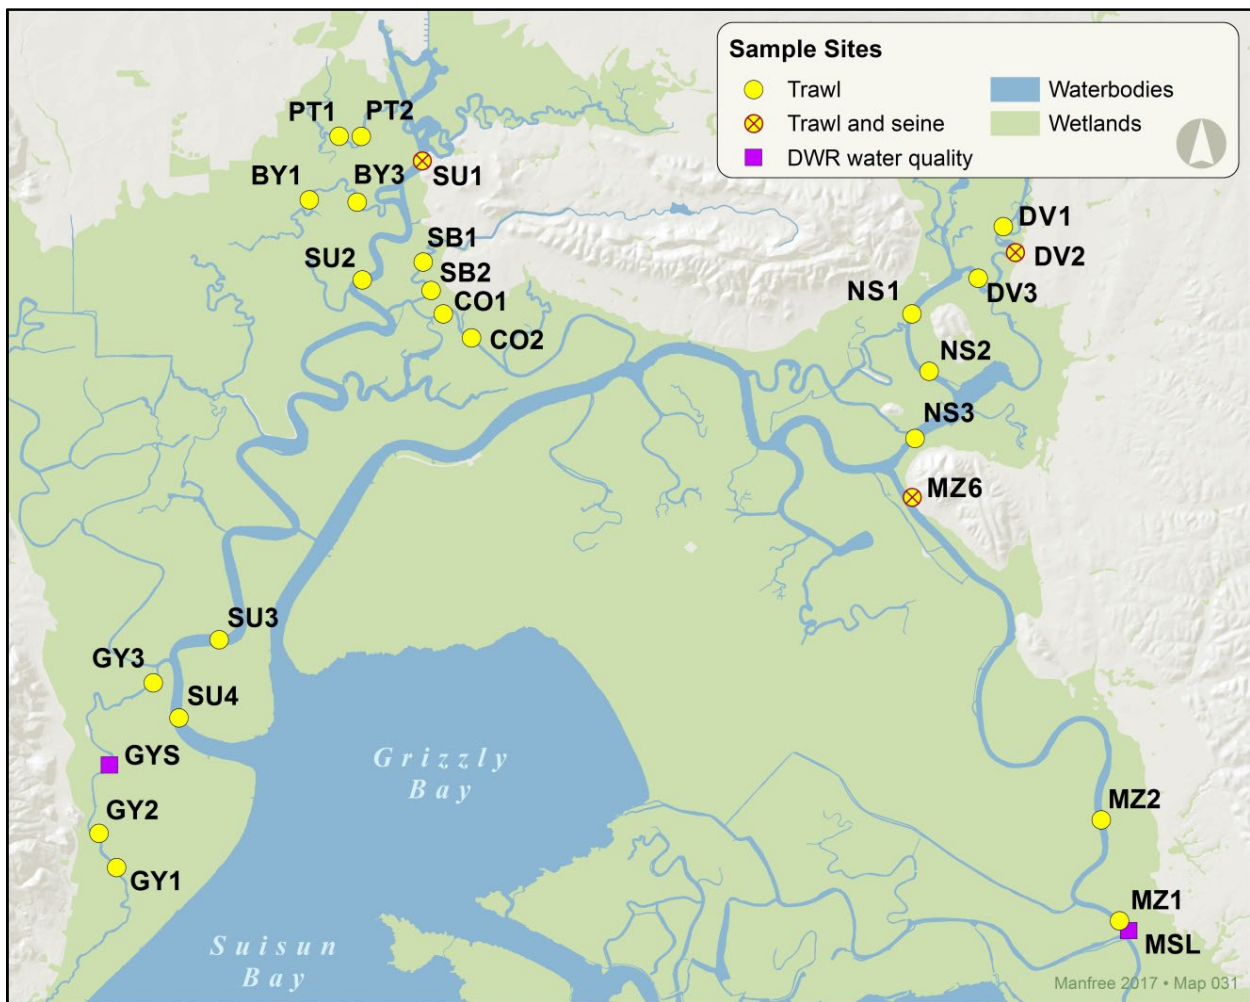 Sample Sites
Trawl
Waterbodies
Trawl and seine
Wetlands
DWR water quality
PT1
PT2
BY1
BY3
SU1
SB1
SU2
SB2
CO1
CO2
DV1
DV2
DV3
NS1
NS2
NS3
MZ6
SU3
GY3
SU4
GYS
Grizzly
Bay
GY2
MZ2
GY1
MZ1
MSL
Suisun
Bay
Manfree 2017 • Map 031